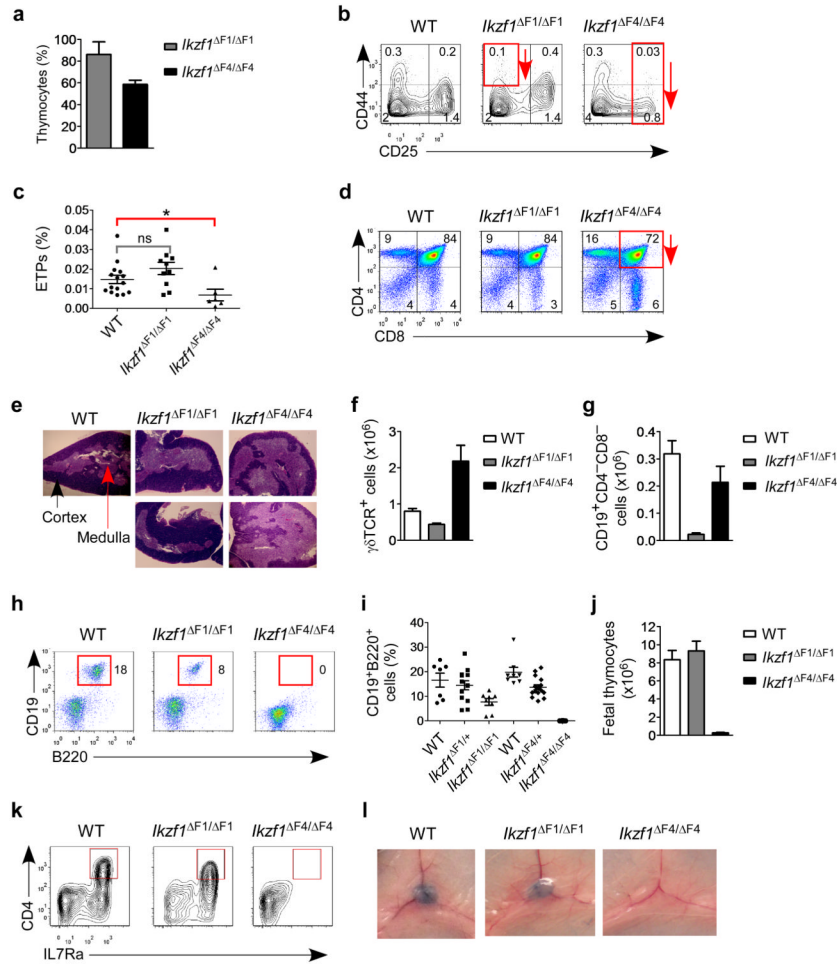 a
Thymocytes (%)
100
80
60
40
20
0
Ikzf1ΔF1/ΔF1
Ikzf1ΔF4/ΔF4
b
WT
Ikzf1ΔF1/ΔF1
Ikzf1ΔF4/ΔF4
0.3
0.2
2
1.4
0.1
0.4
2
1.4
0.3
0.03
4
0.8
CD44
CD25
c
ETPs (%)
0.05
0.04
0.03
0.02
0.01
0.00
*
ns
WT
Ikzf1ΔF1/ΔF1
Ikzf1ΔF4/ΔF4
d
WT
Ikzf1ΔF1/ΔF1
Ikzf1ΔF4/ΔF4
9
84
4
4
9
84
4
3
16
72
5
6
CD4
CD8
e
WT
Ikzf1ΔF1/ΔF1
Ikzf1ΔF4/ΔF4
Cortex
Medulla
f
γδTCR+ cells (x10⁶)
3
2
1
0
WT
Ikzf1ΔF1/ΔF1
Ikzf1ΔF4/ΔF4
g
CD19+CD4−CD8−
cells (x10⁶)
0.4
0.3
0.2
0.1
0.0
WT
Ikzf1ΔF1/ΔF1
Ikzf1ΔF4/ΔF4
h
WT
Ikzf1ΔF1/ΔF1
Ikzf1ΔF4/ΔF4
18
8
0
CD19
B220
i
CD19+B220+
cells (%)
40
30
20
10
0
WT
Ikzf1ΔF1/+
Ikzf1ΔF1/ΔF1
WT
Ikzf1ΔF4/+
Ikzf1ΔF4/ΔF4
j
Fetal thymocytes
(x10⁶)
12
10
8
6
4
2
0
WT
Ikzf1ΔF1/ΔF1
Ikzf1ΔF4/ΔF4
k
WT
Ikzf1ΔF1/ΔF1
Ikzf1ΔF4/ΔF4
CD4
IL7Ra
l
WT
Ikzf1ΔF1/ΔF1
Ikzf1ΔF4/ΔF4